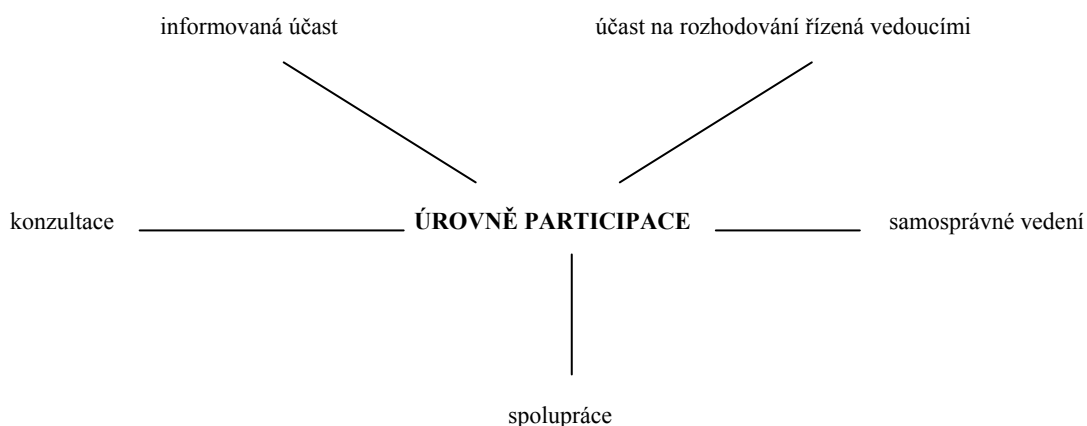 informovaná účast
účast na rozhodování řízená vedoucími
konzultace
ÚROVNĚ PARTICIPACE
samosprávné vedení
spolupráce